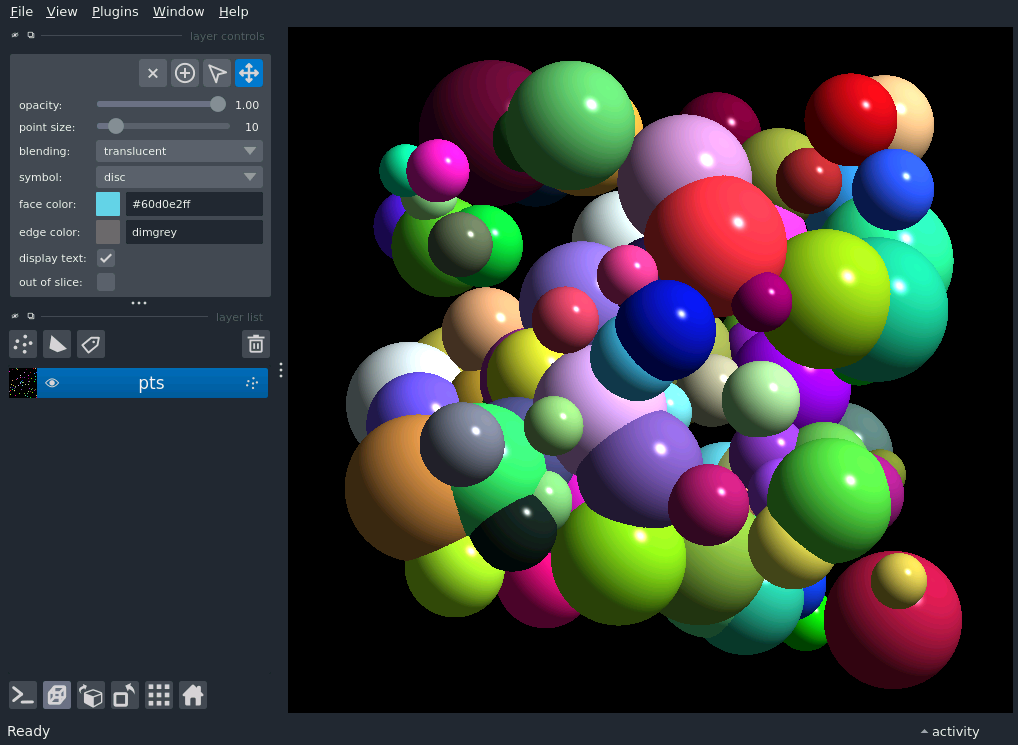 File View Plugins Window Help
layer controls
opacity: 1.00
point size: 10
blending: translucent
symbol: disc
face color: #60d0e2ff
edge color: dimgrey
display text:
out of slice:
layer list
pts
Ready
activity